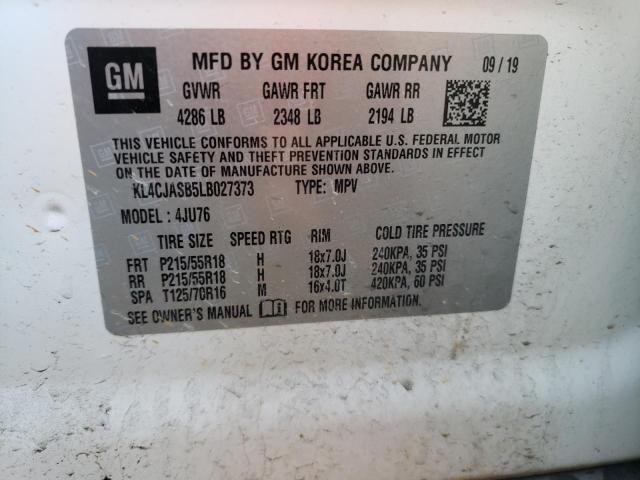 GM MFD BY GM KOREA COMPANY 09/19
GVWR GAWR FRT GAWR RR
4286 LB 2348 LB 2194 LB
THIS VEHICLE CONFORMS TO ALL APPLICABLE U.S. FEDERAL MOTOR
VEHICLE SAFETY AND THEFT PREVENTION STANDARDS IN EFFECT
ON THE DATE OF MANUFACTURE SHOWN ABOVE.
KL4CJASB5LB027373 TYPE: MPV
MODEL: 4JU76
TIRE SIZE SPEED RTG RIM COLD TIRE PRESSURE
FRT P215/55R18 H 18x7.0J 240KPA, 35 PSI
RR P215/55R18 H 18x7.0J 240KPA, 35 PSI
SPA T125/70R16 M 16x4.0T 420KPA, 60 PSI
SEE OWNER'S MANUAL FOR MORE INFORMATION.